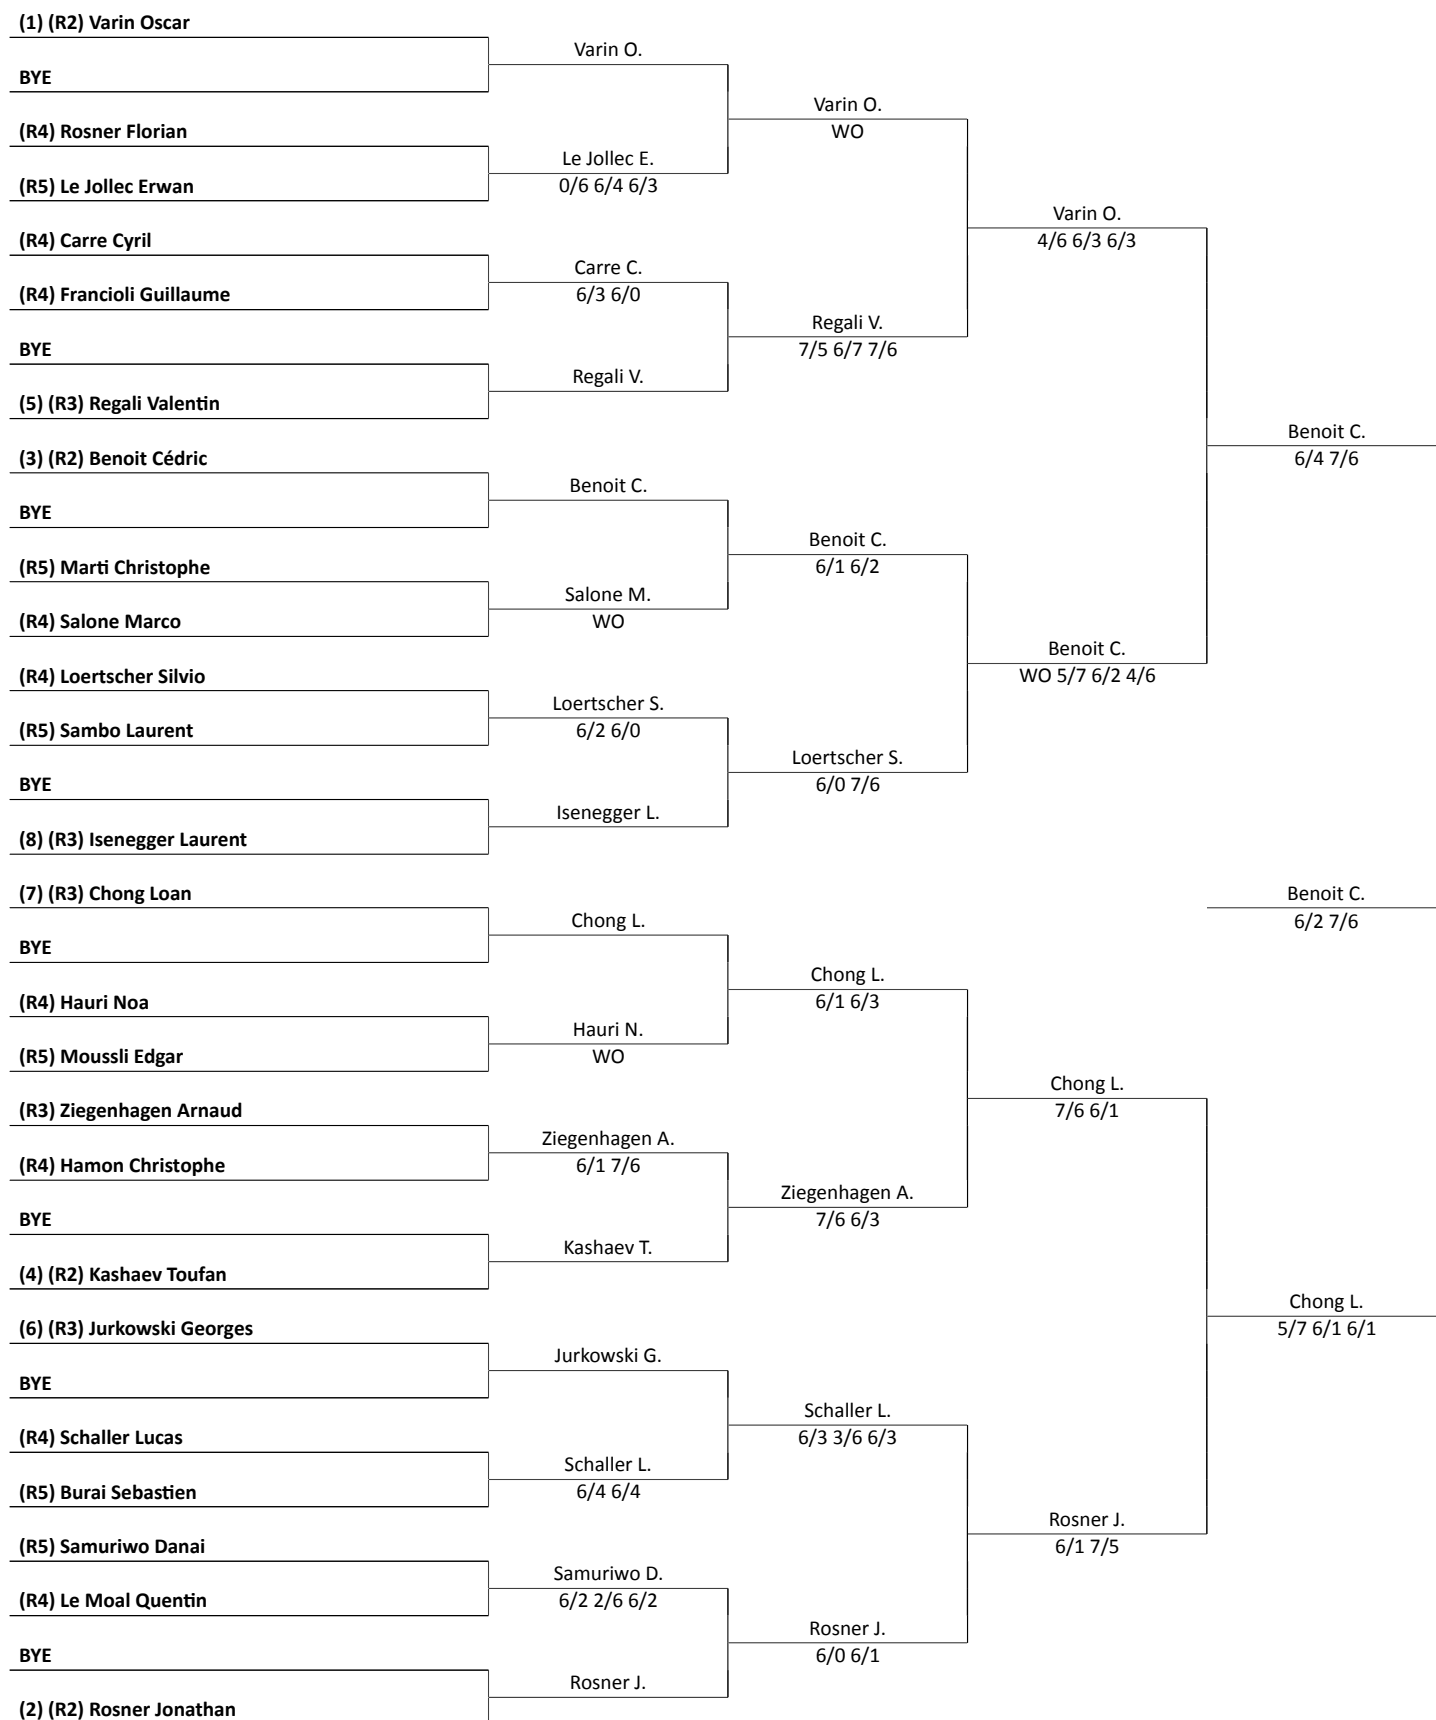 (1) (R2) Varin Oscar
BYE
(R4) Rosner Florian
(R5) Le Jollec Erwan
(R4) Carre Cyril
(R4) Francioli Guillaume
BYE
(5) (R3) Regali Valentin
(3) (R2) Benoit Cédric
BYE
(R5) Marti Christophe
(R4) Salone Marco
(R4) Loertscher Silvio
(R5) Sambo Laurent
BYE
(8) (R3) Isenegger Laurent
(7) (R3) Chong Loan
BYE
(R4) Hauri Noa
(R5) Moussli Edgar
(R3) Ziegenhagen Arnaud
(R4) Hamon Christophe
BYE
(4) (R2) Kashaev Toufan
(6) (R3) Jurkowski Georges
BYE
(R4) Schaller Lucas
(R5) Burai Sebastien
(R5) Samuriwo Danai
(R4) Le Moal Quentin
BYE
(2) (R2) Rosner Jonathan
Varin O.
Le Jollec E.
0/6 6/4 6/3
Carre C.
6/3 6/0
Regali V.
Benoit C.
Salone M.
WO
Loertscher S.
6/2 6/0
Isenegger L.
Chong L.
Hauri N.
WO
Ziegenhagen A.
6/1 7/6
Kashaev T.
Jurkowski G.
Schaller L.
6/4 6/4
Samuriwo D.
6/2 2/6 6/2
Rosner J.
Varin O.
WO
Regali V.
7/5 6/7 7/6
Benoit C.
6/1 6/2
Loertscher S.
6/0 7/6
Chong L.
6/1 6/3
Ziegenhagen A.
7/6 6/3
Schaller L.
6/3 3/6 6/3
Rosner J.
6/0 6/1
Varin O.
4/6 6/3 6/3
Benoit C.
WO 5/7 6/2 4/6
Chong L.
7/6 6/1
Rosner J.
6/1 7/5
Benoit C.
6/4 7/6
Benoit C.
6/2 7/6
Chong L.
5/7 6/1 6/1